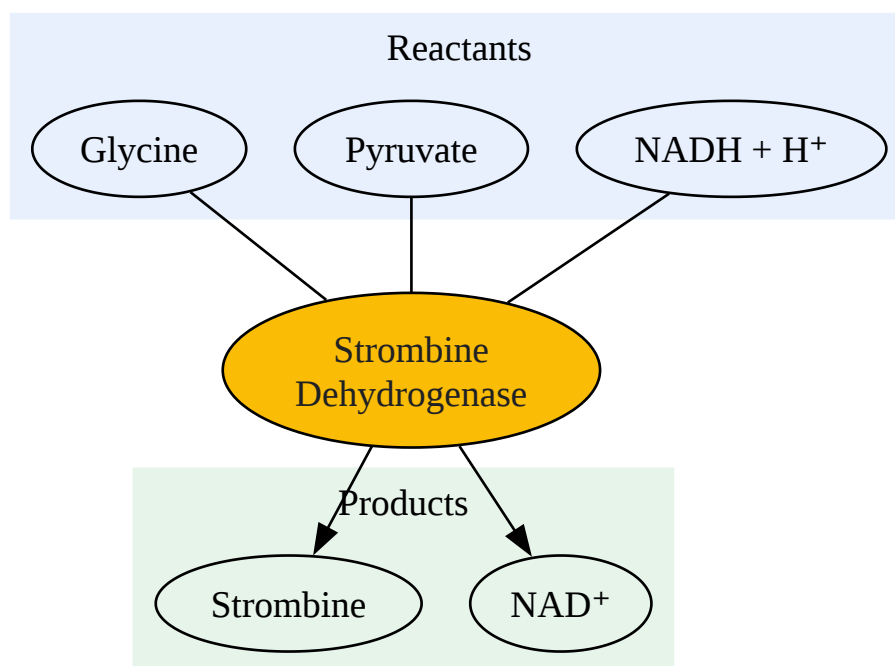 Reactants
Glycine
Pyruvate
NADH + H⁺
Strombine
Dehydrogenase
Products
Strombine
NAD⁺